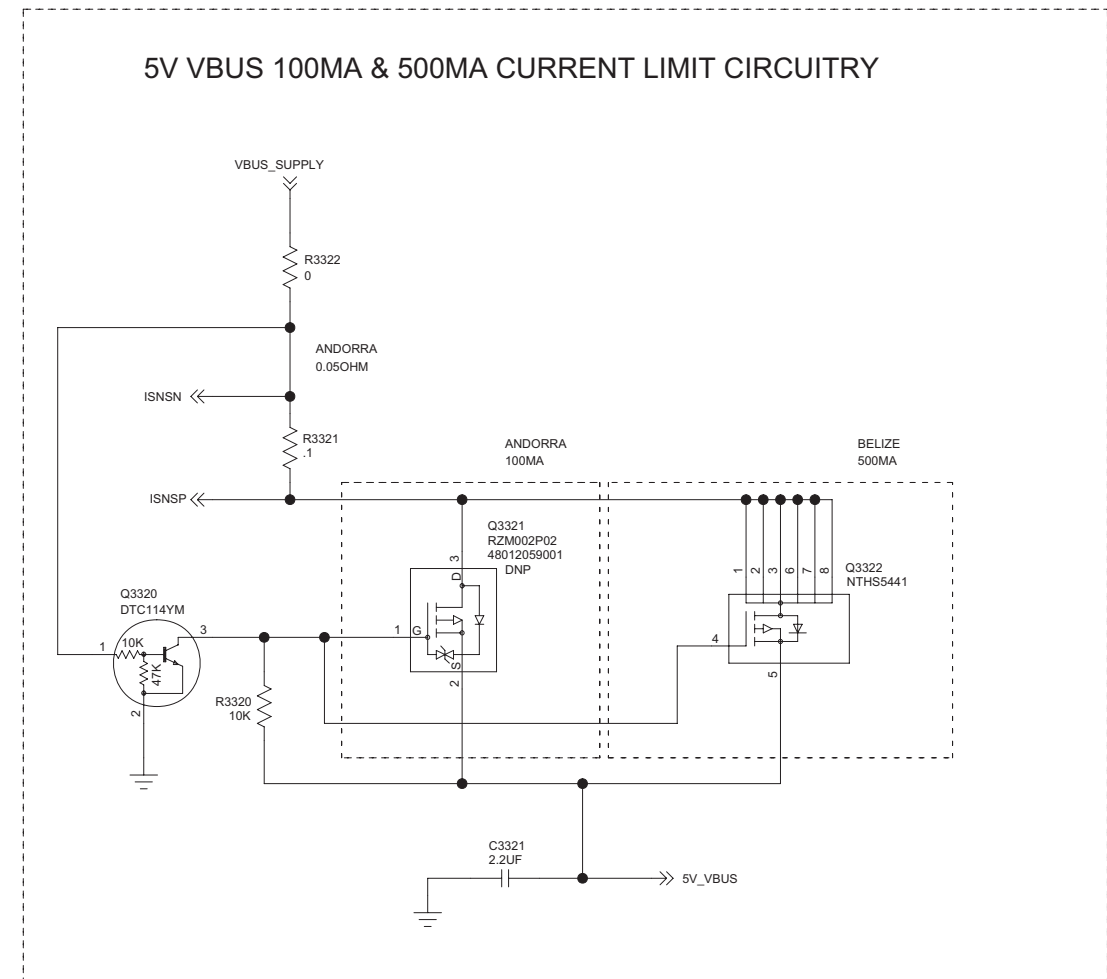 5V VBUS 100MA & 500MA CURRENT LIMIT CIRCUITRY
VBUS_SUPPLY
R3322
0
ANDORRA
0.05OHM
ISNSN
R3321
.1
ISNSP
ANDORRA
100MA
BELIZE
500MA
Q3321
RZM002P02
48012059001
DNP
3
D
1
G
S
2
1
2
3
6
7
8
Q3322
NTHS5441
4
5
Q3320
DTC114YM
1
10K
47K
3
2
R3320
10K
C3321
2.2UF
5V_VBUS